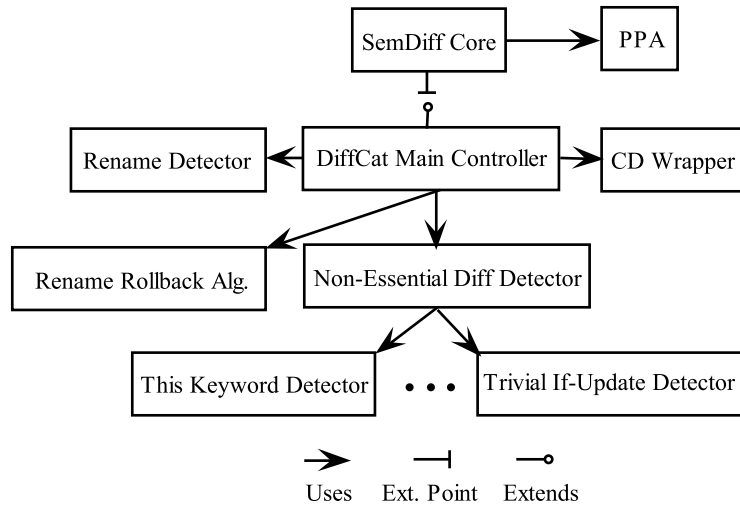 SemDiff Core
PPA
Rename Detector
DiffCat Main Controller
CD Wrapper
Rename Rollback Alg.
Non-Essential Diff Detector
This Keyword Detector
Trivial If-Update Detector
Uses
Ext. Point
Extends